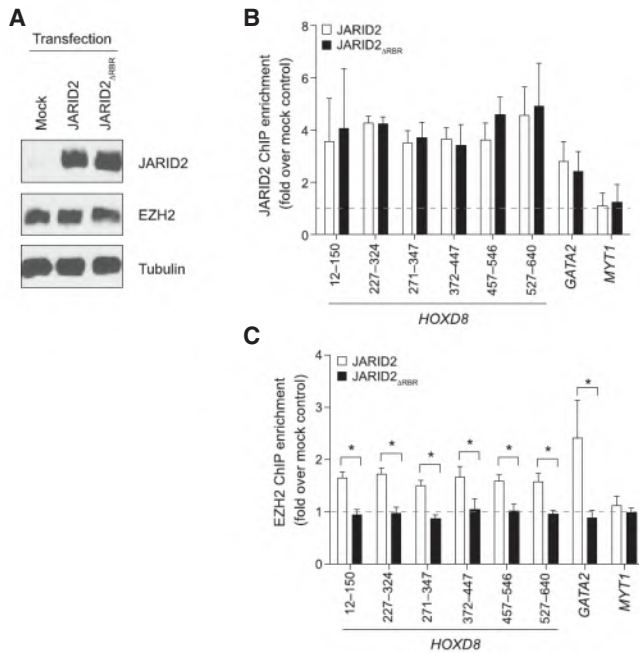 A
Transfection
Mock
JARID2
JARID2ΔRBR
JARID2
EZH2
Tubulin
B
JARID2
JARID2ΔRBR
JARID2 ChIP enrichment
(fold over mock control)
8
6
4
2
0
12–150
227–324
271–347
372–447
457–546
527–640
GATA2
MYT1
HOXD8
C
JARID2
JARID2ΔRBR
EZH2 ChIP enrichment
(fold over mock control)
4
3
2
1
0
* * * * * * *
12–150
227–324
271–347
372–447
457–546
527–640
GATA2
MYT1
HOXD8